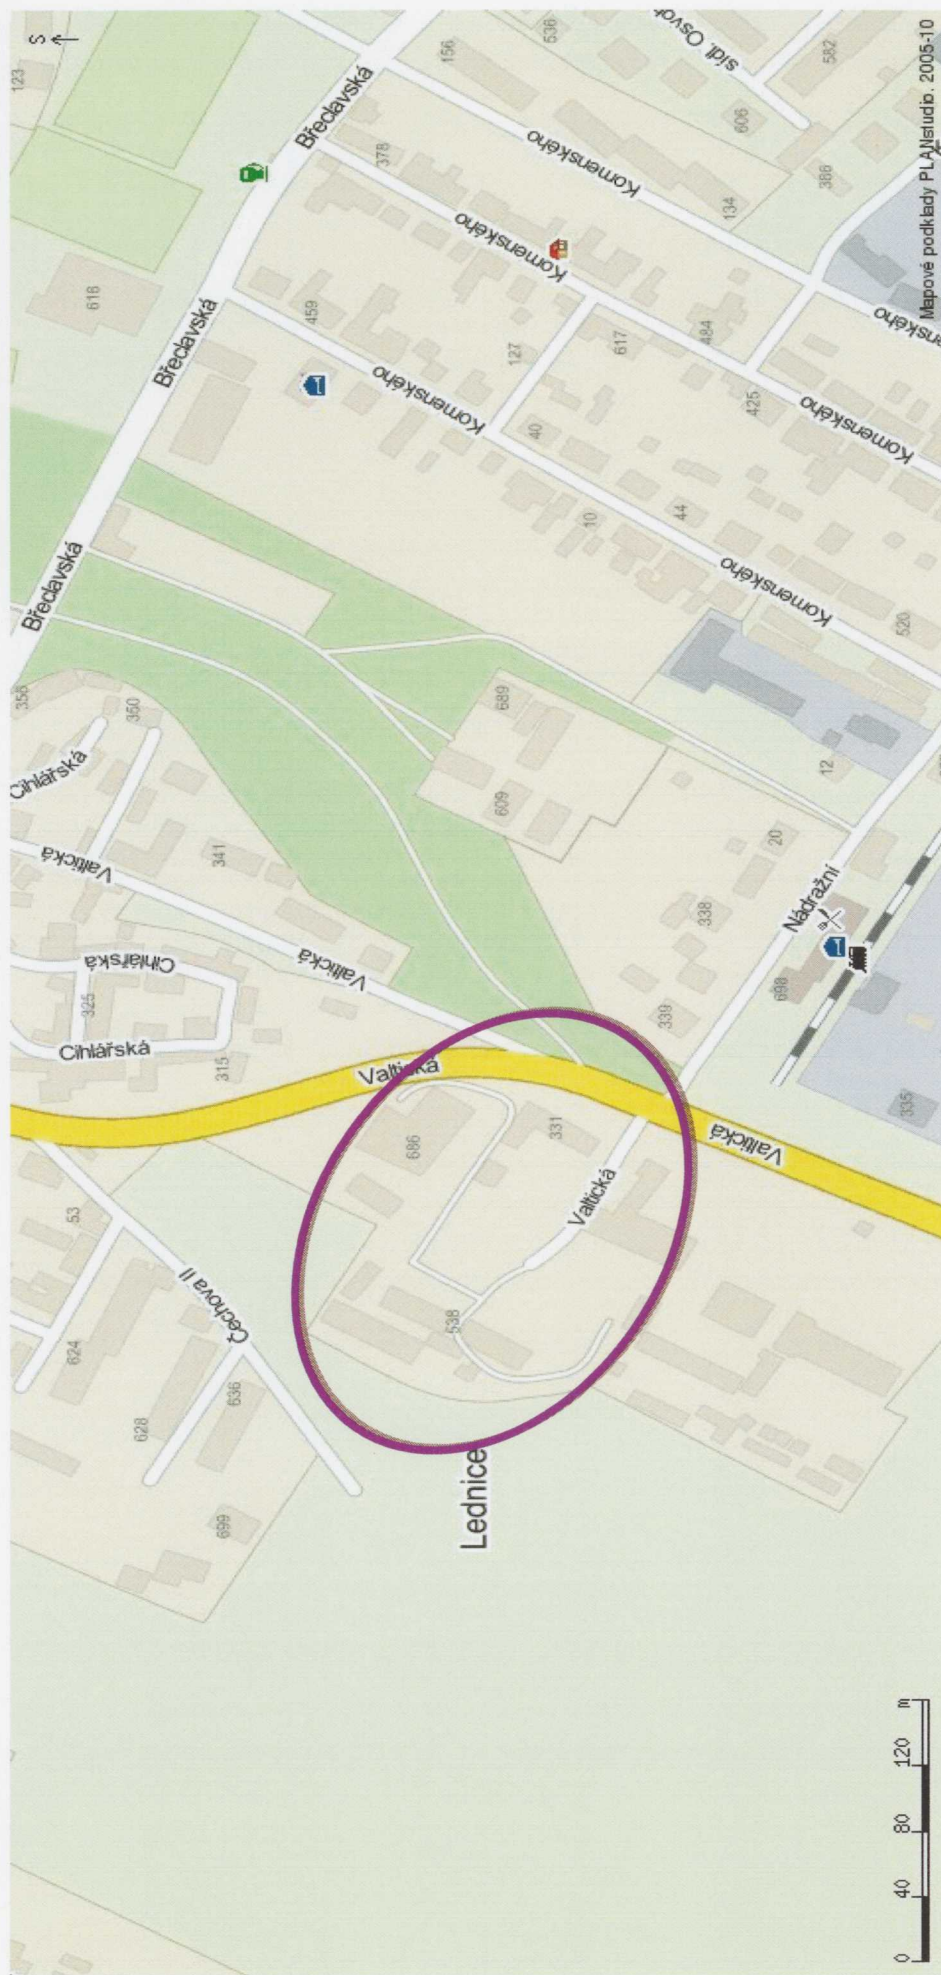 S
123
Břeclavská
156
536
sídl. Osvob
582
606
386
Komenského
134
378
Komenského
616
Břeclavská
459
Komenského
127
617
484
Komenského
40
425
Komenského
10
44
Komenského
520
Břeclavská
358
350
Cihlářská
Valtická
341
689
609
12
20
Nádražní
338
339
698
335
Cihlářská
325
Cihlářská
315
Valtická
Valtická
686
331
Valtická
Valtická
538
53
Čechova II
624
628
636
699
Lednice
0 40 80 120 m
Mapové podklady PLANstudio. 2005-10